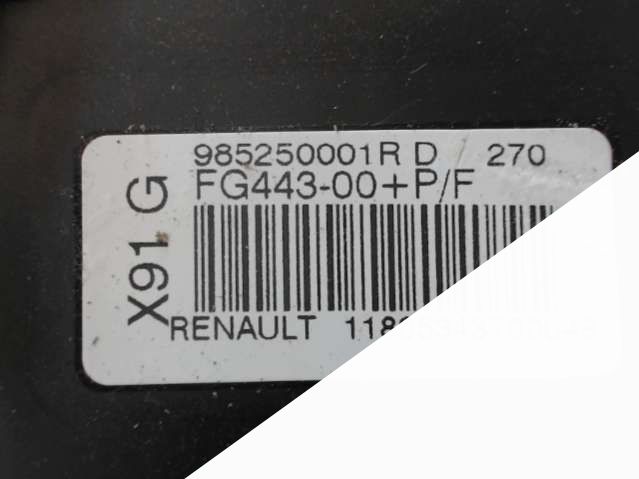 985250001R D 270
FG443-00+P/F
X91 G
RENAULT